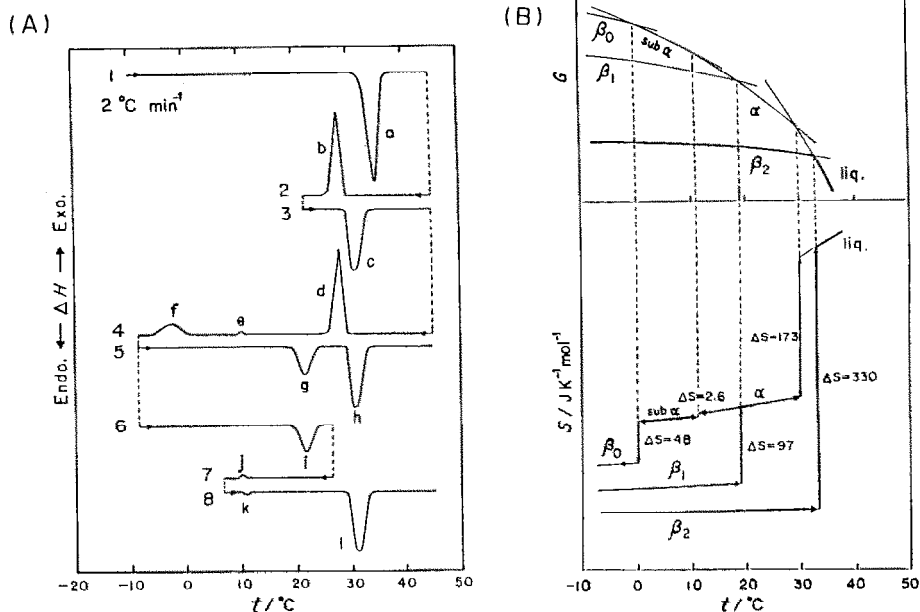 (A)
1
2 °C min⁻¹
a
b
2
3
c
d
f
e
4
5
g
h
6
i
j
7
8
k
l
Endo. ← ΔH → Exo.
-20 -10 0 10 20 30 40 50
t / °C
(B)
G
β₀
sub α
β₁
α
β₂
liq.
liq.
ΔS=173
ΔS=330
ΔS=2.6
α
sub α
ΔS=48
ΔS=97
β₀
β₁
β₂
S / J K⁻¹ mol⁻¹
-10 0 10 20 30 40 50
t / °C